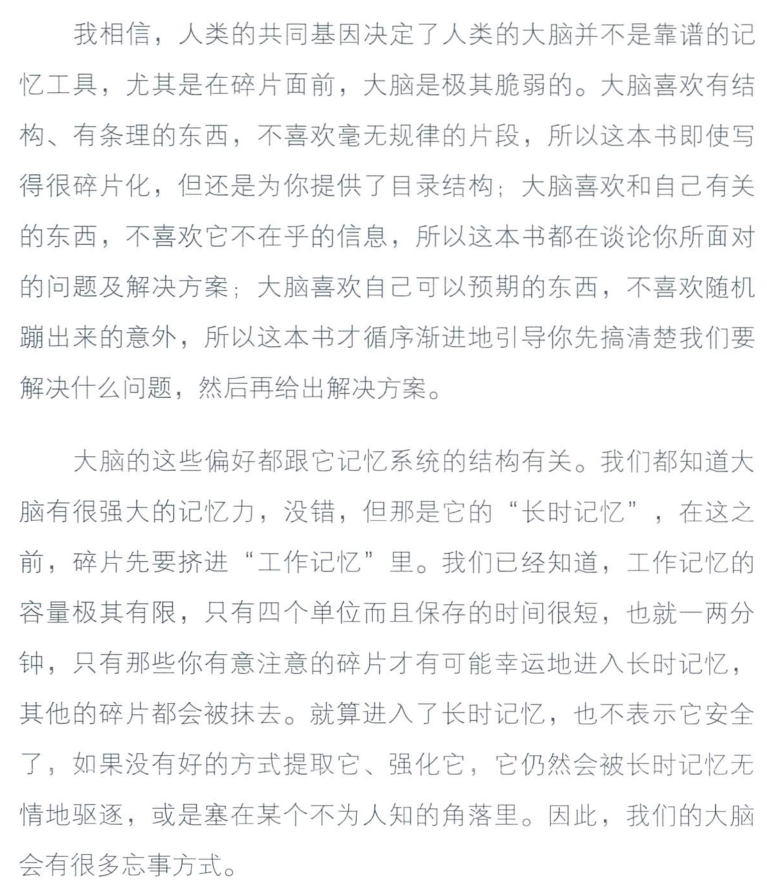 我相信，人类的共同基因决定了人类的大脑并不是靠谱的记
忆工具，尤其是在碎片面前，大脑是极其脆弱的。大脑喜欢有结
构、有条理的东西，不喜欢毫无规律的片段，所以这本书即使写
得很碎片化，但还是为你提供了目录结构；大脑喜欢和自己有关
的东西，不喜欢它不在乎的信息，所以这本书都在谈论你所面对
的问题及解决方案；大脑喜欢自己可以预期的东西，不喜欢随机
蹦出来的意外，所以这本书才循序渐进地引导你先搞清楚我们要
解决什么问题，然后再给出解决方案。
大脑的这些偏好都跟它记忆系统的结构有关。我们都知道大
脑有很强大的记忆力，没错，但那是它的“长时记忆”，在这之
前，碎片先要挤进“工作记忆”里。我们已经知道，工作记忆的
容量极其有限，只有四个单位而且保存的时间很短，也就一两分
钟，只有那些你有意注意的碎片才有可能幸运地进入长时记忆，
其他的碎片都会被抹去。就算进入了长时记忆，也不表示它安全
了，如果没有好的方式提取它、强化它，它仍然会被长时记忆无
情地驱逐，或是塞在某个不为人知的角落里。因此，我们的大脑
会有很多忘事方式。